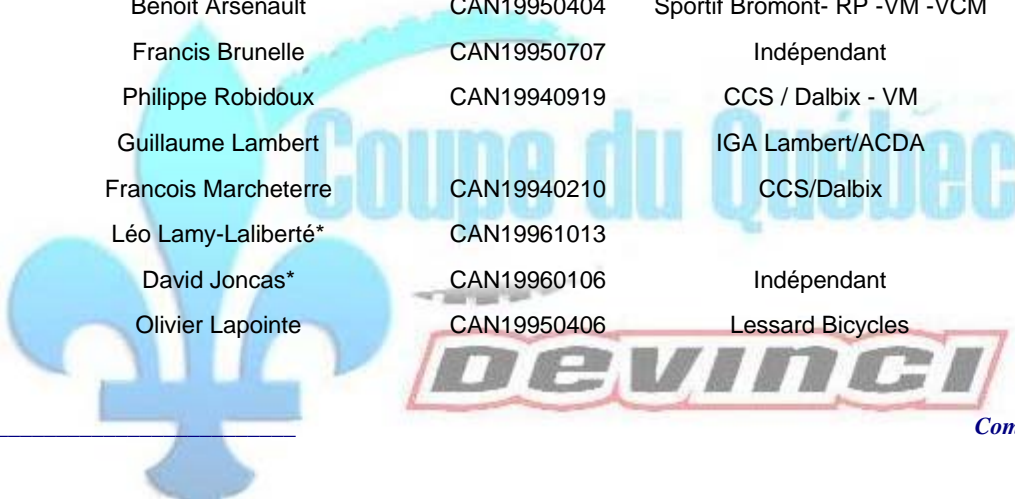 Benoit Arsenault CAN19950404 Sportif Bromont- RP -VM -VCM
Francis Brunelle CAN19950707 Indépendant
Philippe Robidoux CAN19940919 CCS / Dalbix - VM
Guillaume Lambert IGA Lambert/ACDA
Coupe du Québec
Francois Marcheterre CAN19940210 CCS/Dalbix
Léo Lamy-Laliberté* CAN19961013
David Joncas* CAN19960106 Indépendant
Olivier Lapointe CAN19950406 Lessard Bicycles
DEVINCI
Com